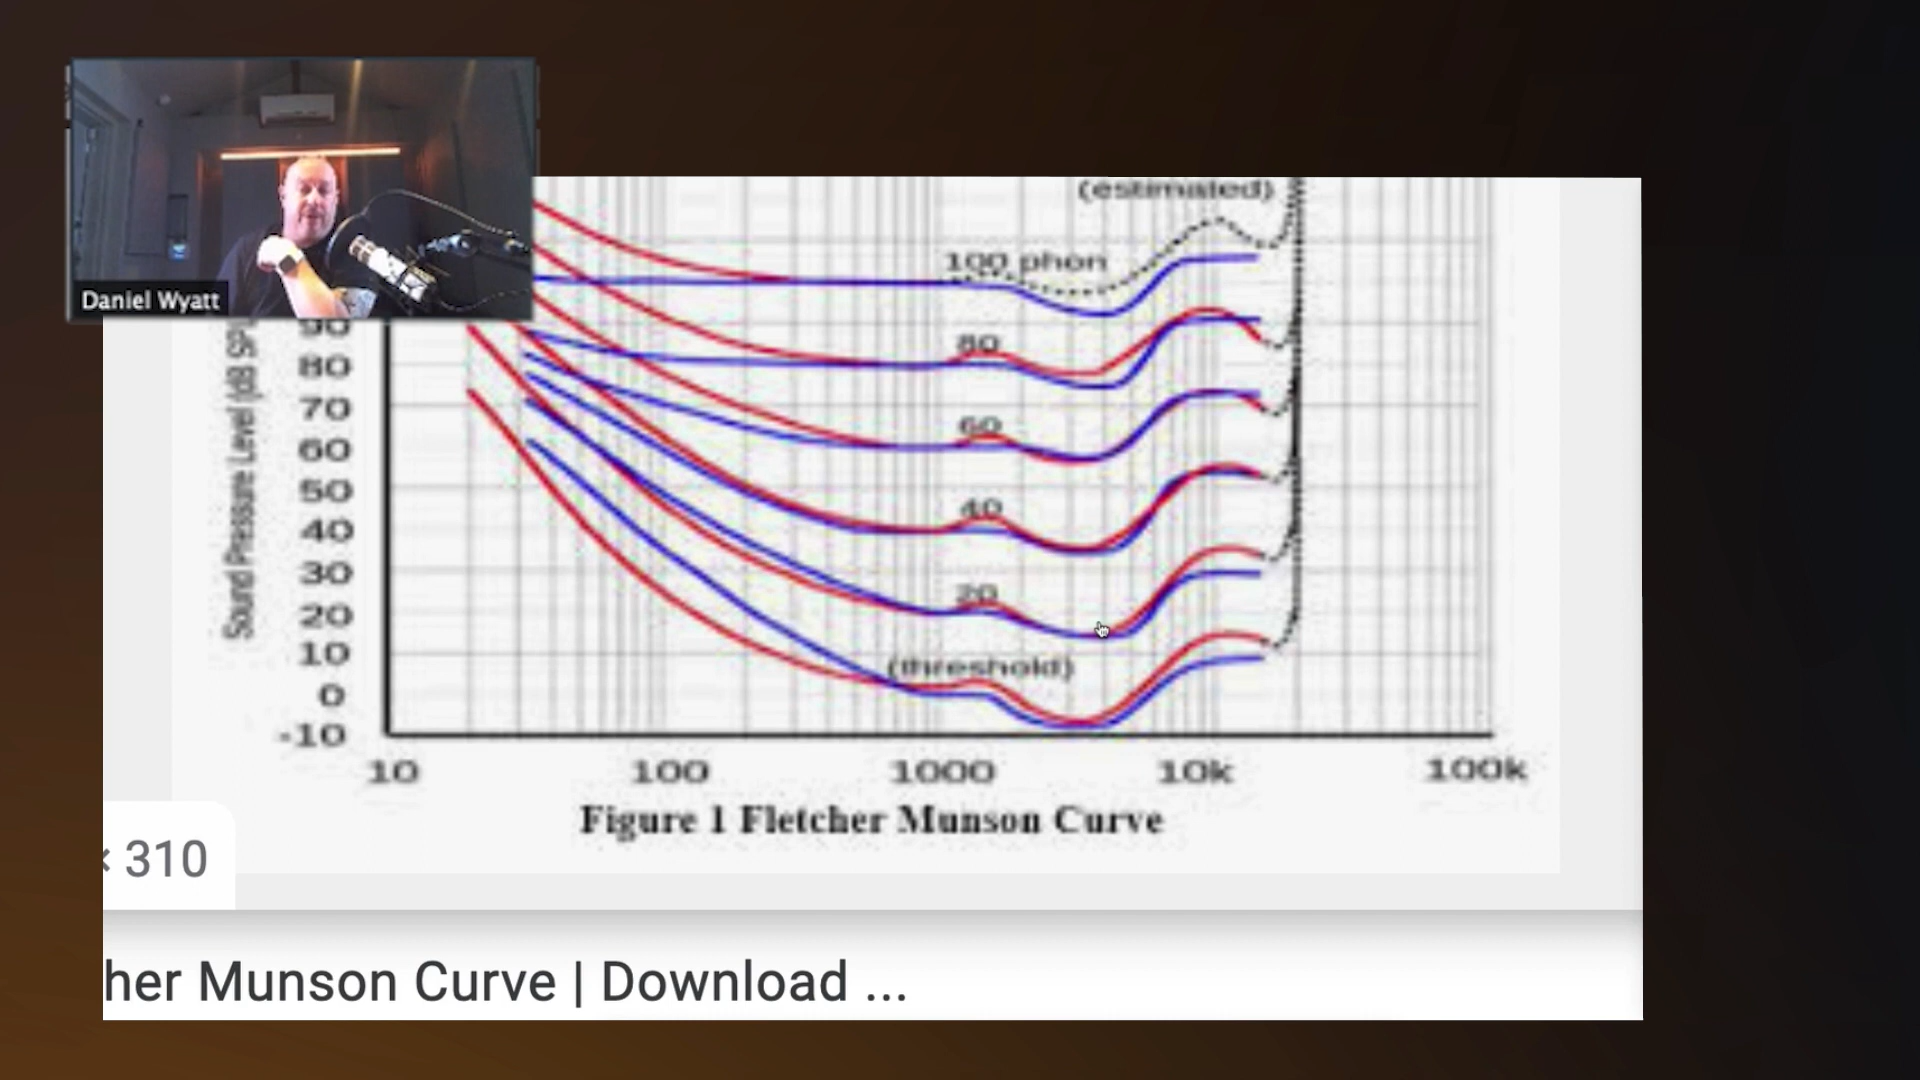 Daniel Wyatt
(estimated)
100 phon
80
60
40
20
(threshold)
Sound Pressure Level (dB SPL
90
80
70
60
50
40
30
20
10
0
-10
10 100 1000 10k 100k
Figure 1 Fletcher Munson Curve
× 310
her Munson Curve | Download ...